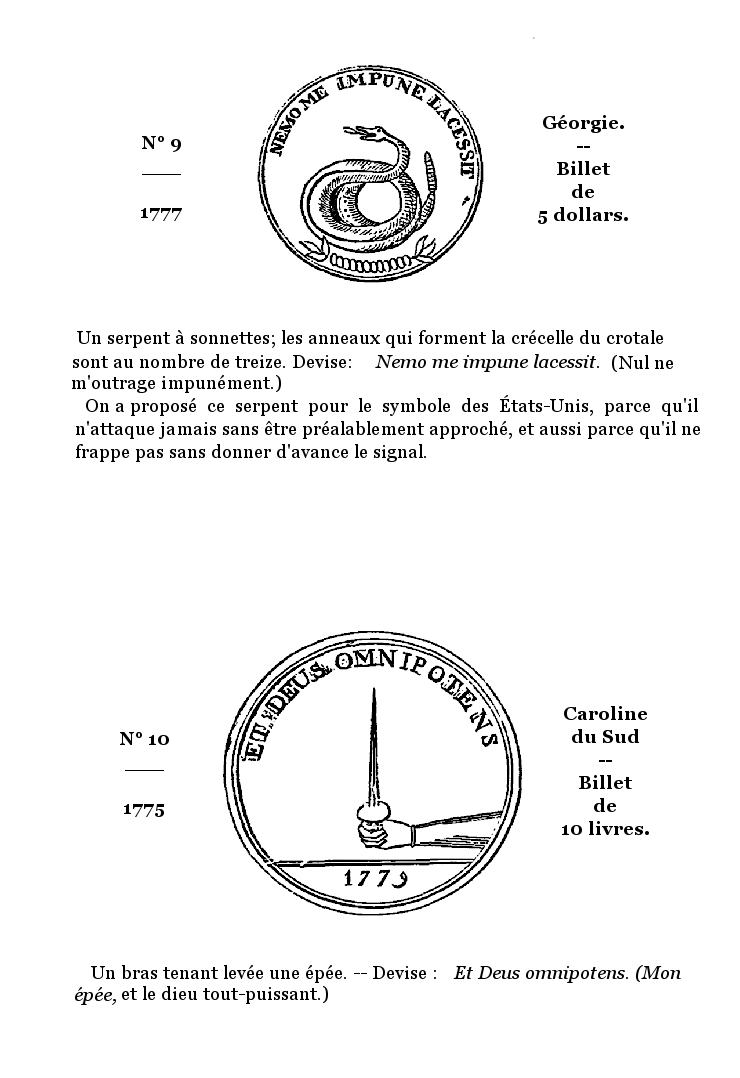 NEMO ME IMPUNE LACESSIT
N° 9
1777
Géorgie.
--
Billet
de
5 dollars.
Un serpent à sonnettes; les anneaux qui forment la crécelle du crotale
sont au nombre de treize. Devise: Nemo me impune lacessit. (Nul ne
m'outrage impunément.)
On a proposé ce serpent pour le symbole des États-Unis, parce qu'il
n'attaque jamais sans être préalablement approché, et aussi parce qu'il ne
frappe pas sans donner d'avance le signal.
ET DEUS OMNIPOTENS
1775
N° 10
1775
Caroline
du Sud
--
Billet
de
10 livres.
Un bras tenant levée une épée. -- Devise : Et Deus omnipotens. (Mon
épée, et le dieu tout-puissant.)